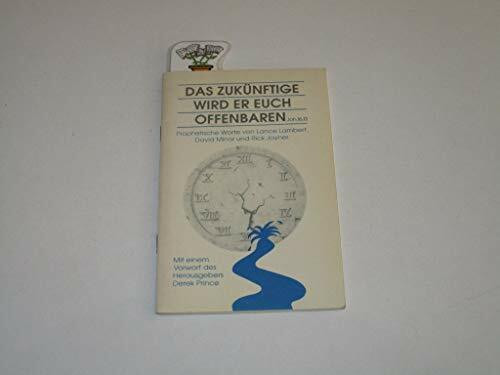 DAS ZUKÜNFTIGE
WIRD ER EUCH
OFFENBAREN Joh.16,13
Prophetische Worte von Lance Lambert,
David Minor und Rick Joyner.
Mit einem
Vorwort des
Herausgebers
Derek Prince